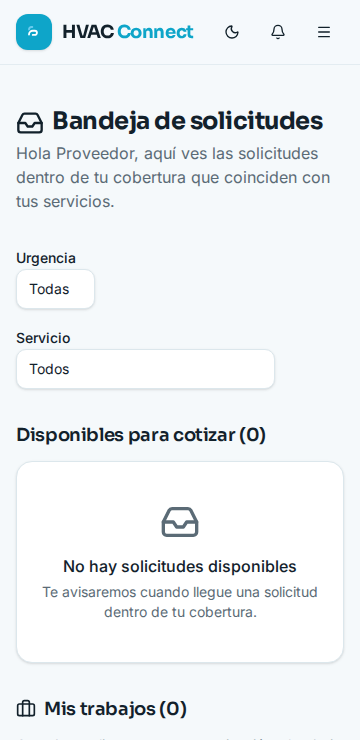 HVAC Connect
Bandeja de solicitudes
Hola Proveedor, aquí ves las solicitudes
dentro de tu cobertura que coinciden con
tus servicios.
Urgencia
Todas
Servicio
Todos
Disponibles para cotizar (0)
No hay solicitudes disponibles
Te avisaremos cuando llegue una solicitud
dentro de tu cobertura.
Mis trabajos (0)